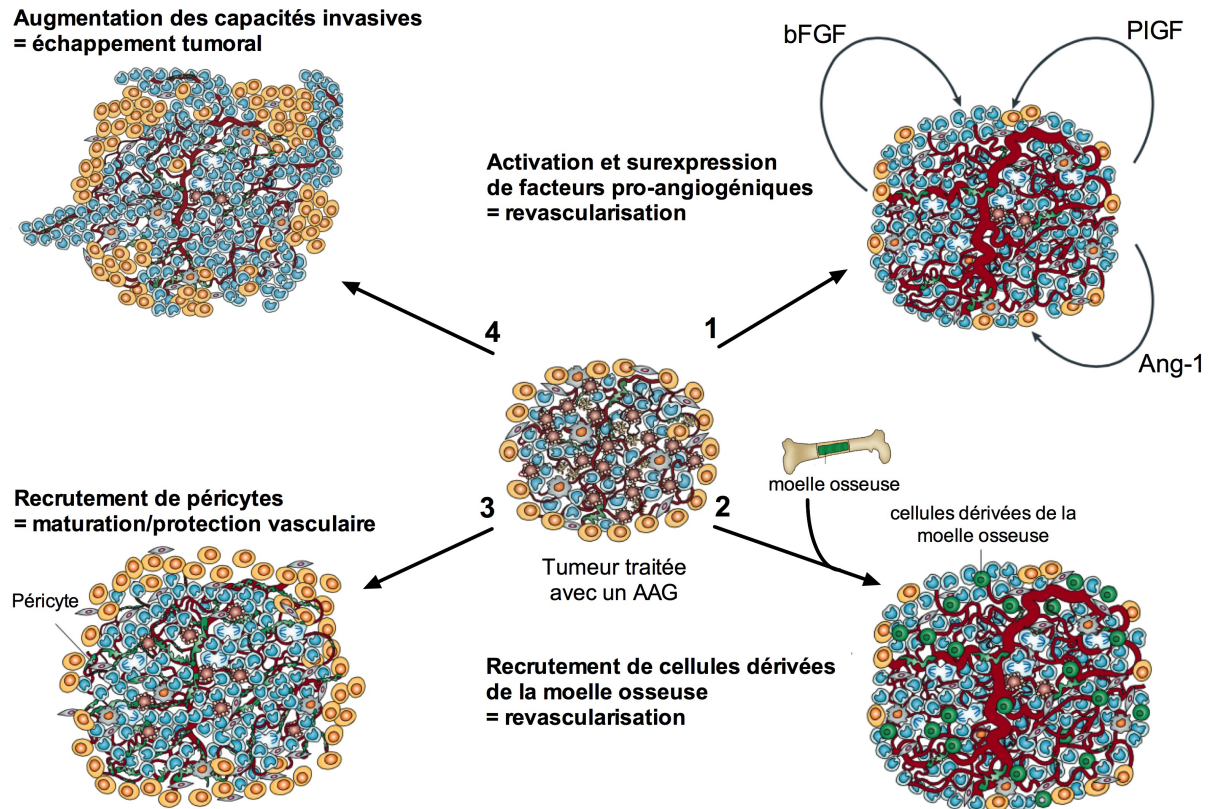 Augmentation des capacités invasives
= échappement tumoral
bFGF
PlGF
Activation et surexpression
de facteurs pro-angiogéniques
= revascularisation
Ang-1
4
1
moelle osseuse
Recrutement de péricytes
= maturation/protection vasculaire
3
2
cellules dérivées de la
moelle osseuse
Tumeur traitée
avec un AAG
Péricyte
Recrutement de cellules dérivées
de la moelle osseuse
= revascularisation